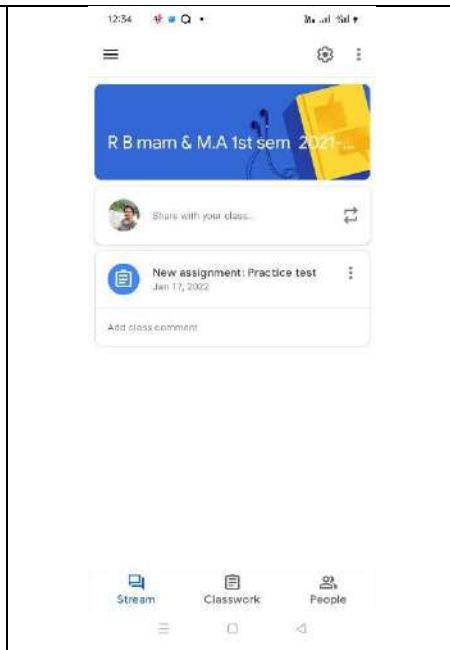 12:34
R B mam & M.A 1st sem 2021-...
Share with your class...
New assignment: Practice test
Jan 17, 2022
Add class comment
Stream Classwork People